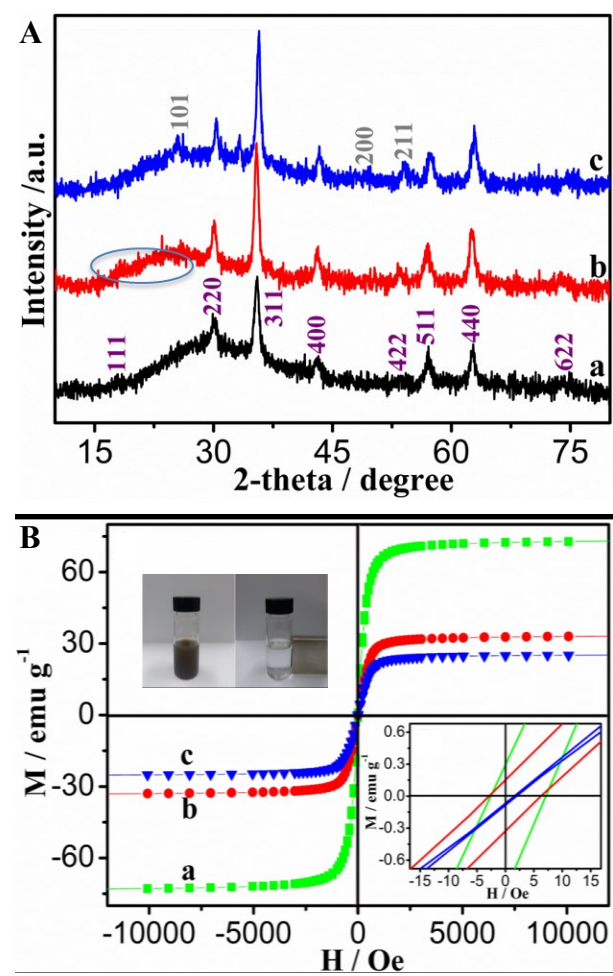 A
Intensity /a.u.
101
200
211
c
b
220
311
400
422
511
440
622
111
a
15
30
45
60
75
2-theta / degree
B
M / emu g-1
60
30
0
-30
-60
c
b
a
-10000
-5000
0
5000
10000
H / Oe
M / emu g-1
0.6
0.3
0.0
-0.3
-0.6
-15
-10
-5
0
5
10
15
H / Oe